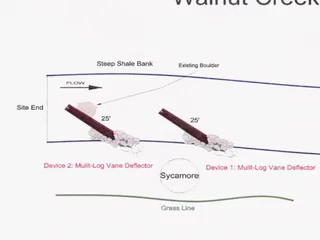 Walnut Creek
Steep Shale Bank
Existing Boulder
FLOW
Site End
25'
25'
Device 2: Mulit-Log Vane Deflector
Device 1: Mulit-Log Vane Deflector
Sycamore
Grass Line